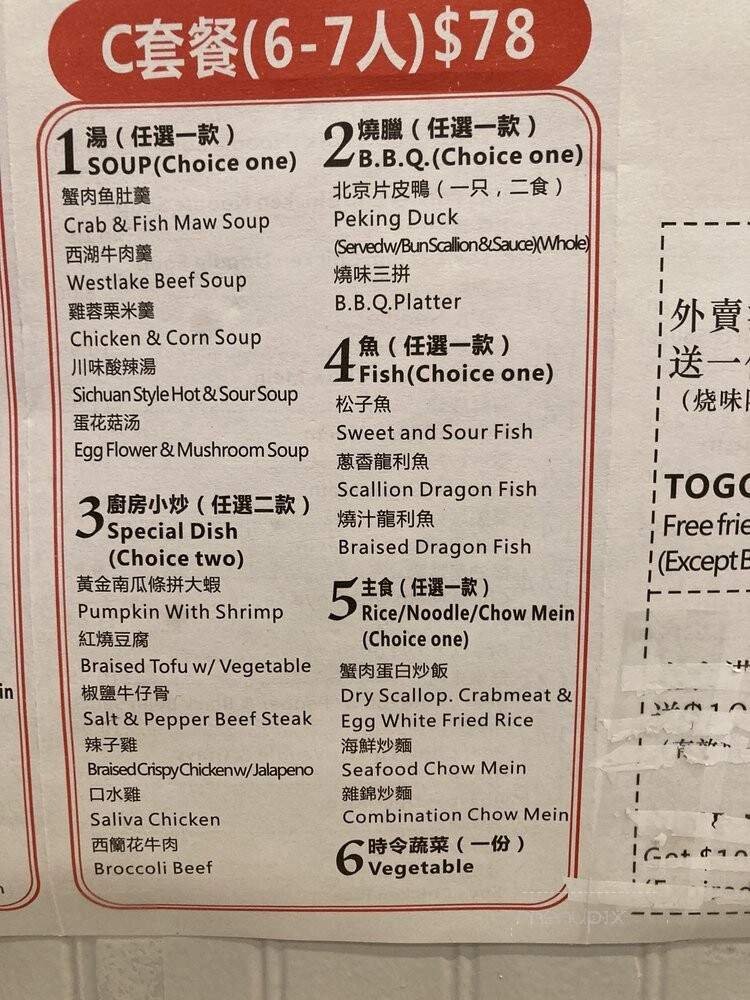 C套餐(6-7人)$78
1 湯（任選一款）
SOUP(Choice one)
蟹肉鱼肚羹
Crab & Fish Maw Soup
西湖牛肉羹
Westlake Beef Soup
雞蓉栗米羹
Chicken & Corn Soup
川味酸辣湯
Sichuan Style Hot & Sour Soup
蛋花菇汤
Egg Flower & Mushroom Soup
3 廚房小炒（任選二款）
Special Dish
(Choice two)
黃金南瓜條拼大蝦
Pumpkin With Shrimp
紅燒豆腐
Braised Tofu w/ Vegetable
椒鹽牛仔骨
Salt & Pepper Beef Steak
辣子雞
Braised Crispy Chicken w/ Jalapeno
口水雞
Saliva Chicken
西蘭花牛肉
Broccoli Beef
2 燒臘（任選一款）
B.B.Q.(Choice one)
北京片皮鴨（一只，二食）
Peking Duck
(Served w/Bun Scallion & Sauce)(Whole)
燒味三拼
B.B.Q.Platter
4 魚（任選一款）
Fish(Choice one)
松子魚
Sweet and Sour Fish
蔥香龍利魚
Scallion Dragon Fish
燒汁龍利魚
Braised Dragon Fish
5 主食（任選一款）
Rice/Noodle/Chow Mein
(Choice one)
蟹肉蛋白炒飯
Dry Scallop. Crabmeat &
Egg White Fried Rice
海鮮炒麵
Seafood Chow Mein
雜錦炒麵
Combination Chow Mein
6 時令蔬菜（一份）
Vegetable
外賣
送一
（烧味
TOGO
Free frie
(Except B
in
menupix